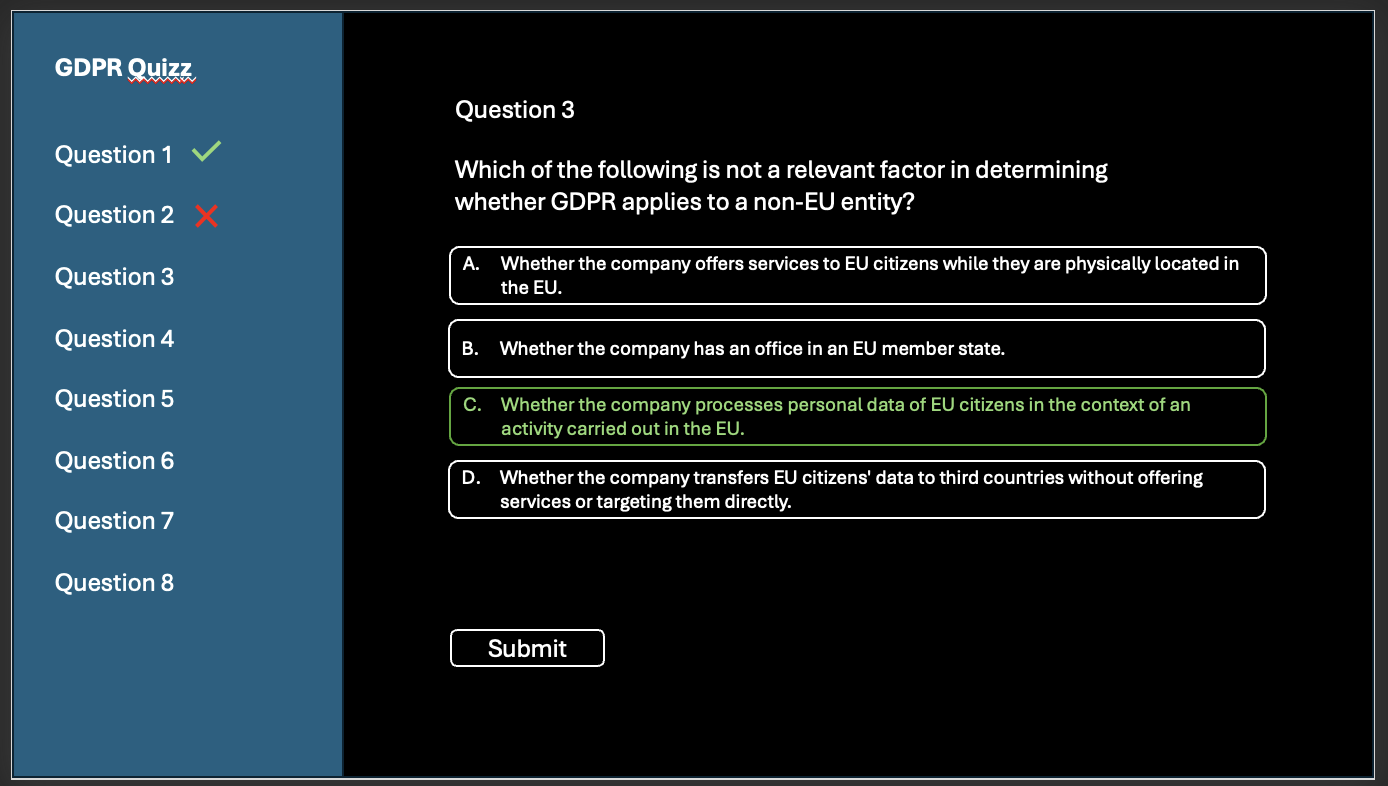 GDPR Quizz
Question 1
Question 2
Question 3
Question 4
Question 5
Question 6
Question 7
Question 8
Question 3
Which of the following is not a relevant factor in determining
whether GDPR applies to a non-EU entity?
A. Whether the company offers services to EU citizens while they are physically located in
the EU.
B. Whether the company has an office in an EU member state.
C. Whether the company processes personal data of EU citizens in the context of an
activity carried out in the EU.
D. Whether the company transfers EU citizens' data to third countries without offering
services or targeting them directly.
Submit